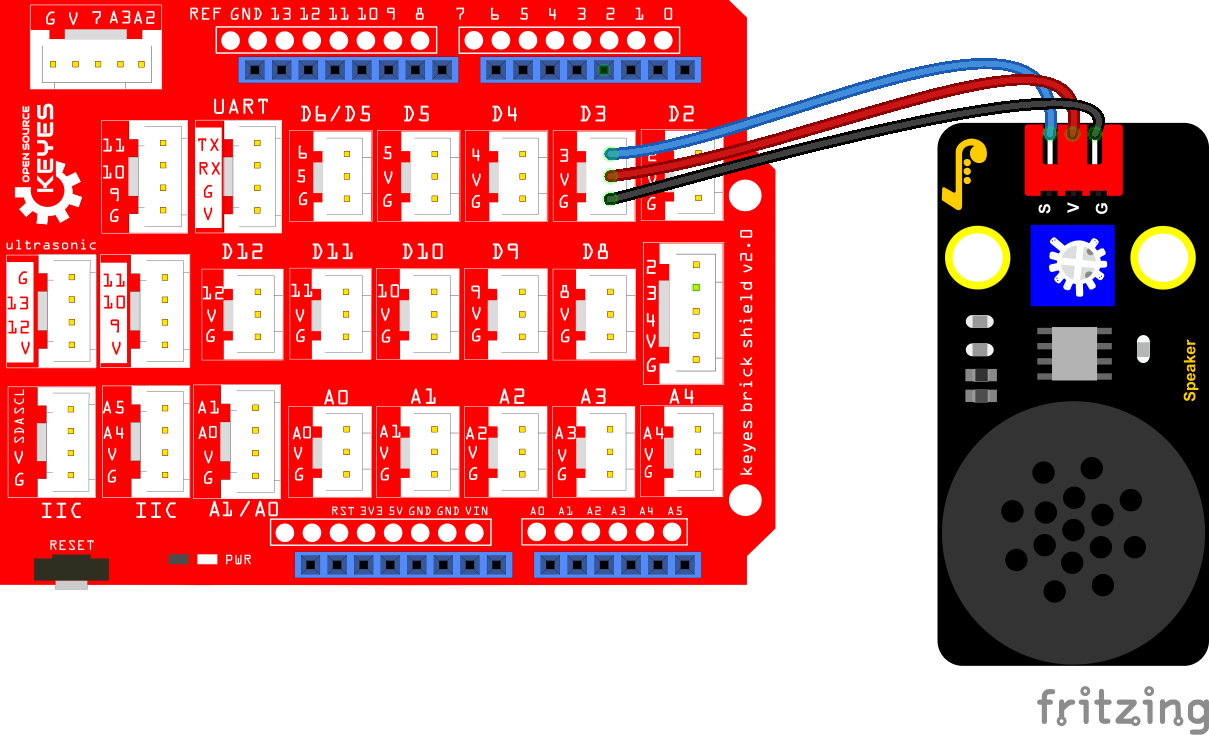 G V 7 A3A2
REF GND 13 12 11 10 9 8
7 6 5 4 3 2 1 0
OPEN SOURCE
KEYES
UART
D6/D5
D5
D4
D3
D2
11
10
9
G
TX
RX
G
V
6
5
G
5
V
G
4
V
G
3
V
G
2
G
ultrasonic
D12
D11
D10
D9
D8
G
13
12
V
11
10
9
V
12
V
G
11
V
G
10
V
G
9
V
G
8
V
G
2
3
4
V
G
keyes brick shield v2.0
A0
A1
A2
A3
A4
SCL
SDA
V
G
A5
A4
V
G
A1
A0
V
G
A0
V
G
A1
V
G
A2
V
G
A3
V
G
A4
V
G
IIC
IIC
A1/A0
RST 3V3 5V GND GND VIN
A0 A1 A2 A3 A4 A5
RESET
PWR
S V G
Speaker
fritzing